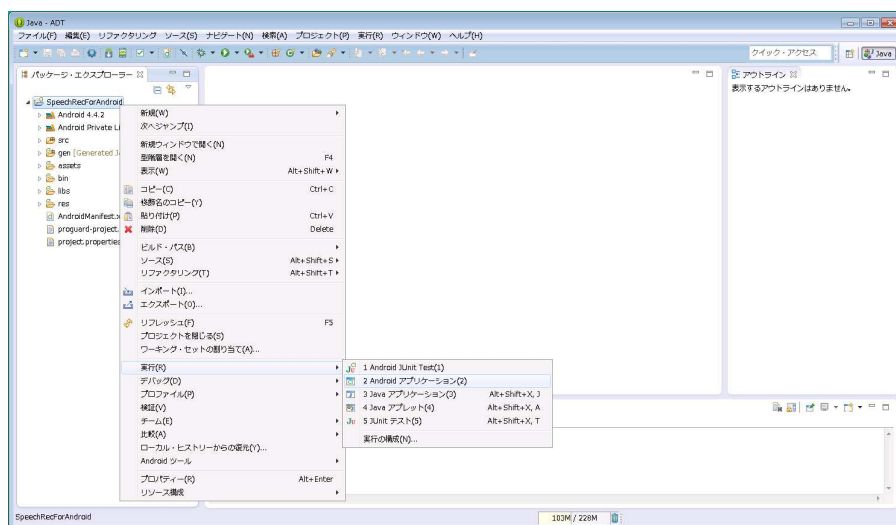 Java - ADT
ファイル(F) 編集(E) リファクタリング ソース(S) ナビゲート(N) 検索(A) プロジェクト(P) 実行(R) ウィンドウ(W) ヘルプ(H)
クイック・アクセス
Java
パッケージ・エクスプローラー
アウトライン
表示するアウトラインはありません。
SpeechRecForAndroid
Android 4.4.2
Android Private Li
src
gen [Generated J
assets
bin
libs
res
AndroidManifest.x
proguard-project.
project.properties
新規(W)
次へジャンプ(I)
新規ウィンドウで開く(N)
型階層を開く(N) F4
表示(W) Alt+Shift+W
コピー(C) Ctrl+C
修飾名のコピー(Y)
貼り付け(P) Ctrl+V
削除(D) Delete
ビルド・パス(B)
ソース(S) Alt+Shift+S
リファクタリング(T) Alt+Shift+T
インポート(I)...
エクスポート(O)...
リフレッシュ(F) F5
プロジェクトを閉じる(S)
ワーキング・セットの割り当て(A)...
実行(R)
デバッグ(D)
プロファイル(P)
検証(V)
チーム(E)
比較(A)
ローカル・ヒストリーからの復元(Y)...
Android ツール
プロパティー(R) Alt+Enter
リソース構成
1 Android JUnit Test(1)
2 Android アプリケーション(2)
3 Java アプリケーション(3) Alt+Shift+X, J
4 Java アプレット(4) Alt+Shift+X, A
5 JUnit テスト(5) Alt+Shift+X, T
実行の構成(N)...
SpeechRecForAndroid
103M / 228M